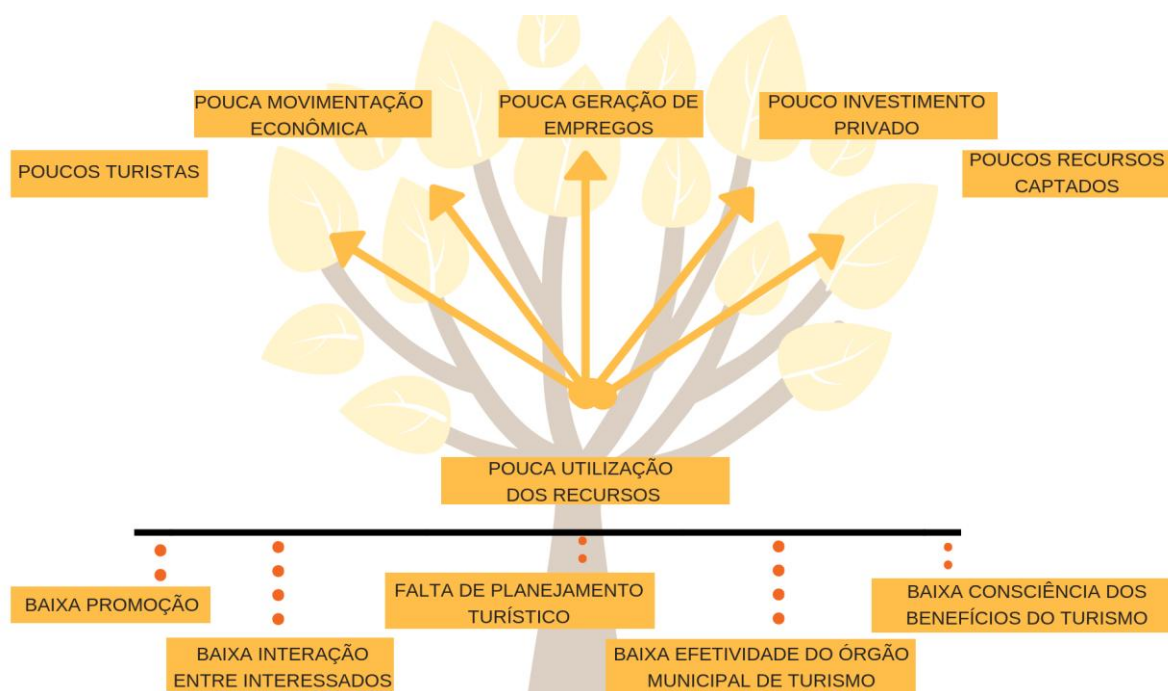 POUCA MOVIMENTAÇÃO
ECONÔMICA
POUCA GERAÇÃO DE
EMPREGOS
POUCO INVESTIMENTO
PRIVADO
POUCOS TURISTAS
POUCOS RECURSOS
CAPTADOS
POUCA UTILIZAÇÃO
DOS RECURSOS
BAIXA PROMOÇÃO
FALTA DE PLANEJAMENTO
TURÍSTICO
BAIXA CONSCIÊNCIA DOS
BENEFÍCIOS DO TURISMO
BAIXA INTERAÇÃO
ENTRE INTERESSADOS
BAIXA EFETIVIDADE DO ÓRGÃO
MUNICIPAL DE TURISMO